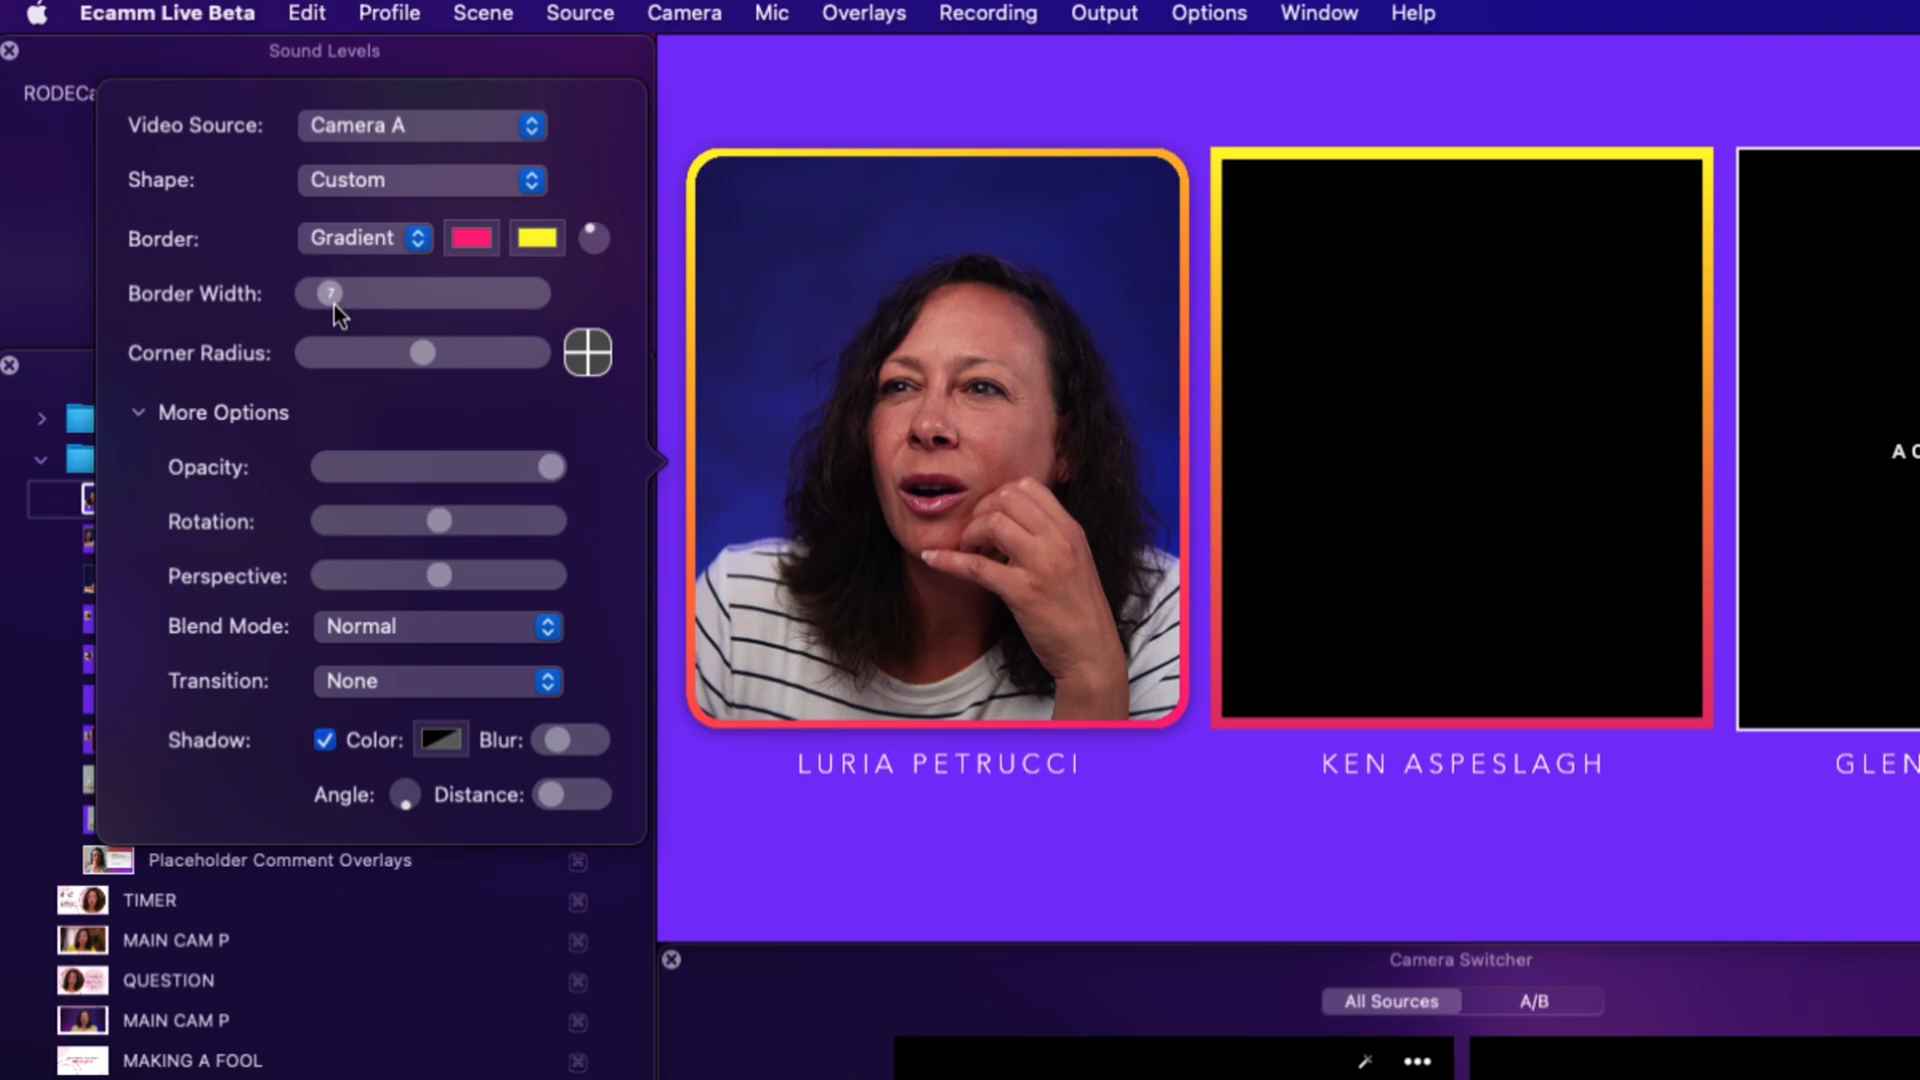 Ecamm Live Beta Edit Profile Scene Source Camera Mic Overlays Recording Output Options Window Help
Sound Levels
RODECa
Video Source: Camera A
Shape: Custom
Border: Gradient
Border Width: 7
Corner Radius:
More Options
Opacity:
Rotation:
Perspective:
Blend Mode: Normal
Transition: None
Shadow: Color: Blur:
Angle: Distance:
Placeholder Comment Overlays
TIMER
MAIN CAM P
QUESTION
MAIN CAM P
MAKING A FOOL
A C
LURIA PETRUCCI
KEN ASPESLAGH
GLEN
Camera Switcher
All Sources A/B